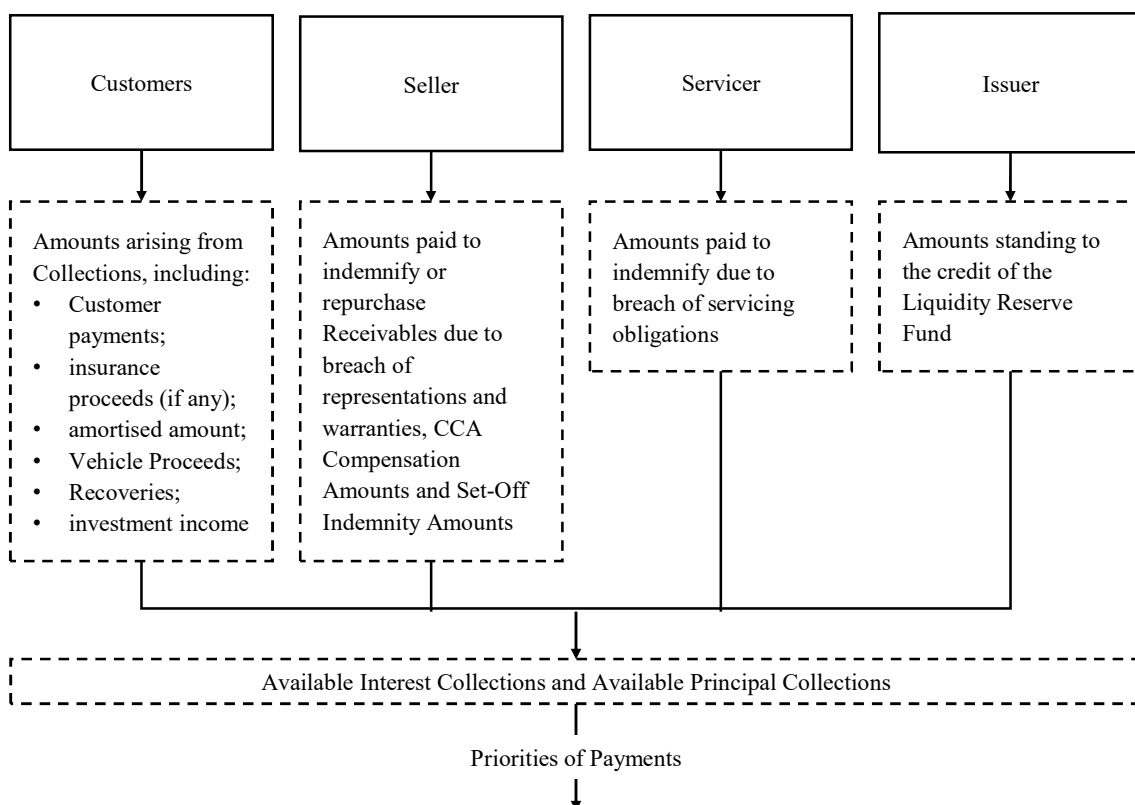 Customers
Seller
Servicer
Issuer
Amounts arising from
Collections, including:
• Customer
payments;
• insurance
proceeds (if any);
• amortised amount;
• Vehicle Proceeds;
• Recoveries;
• investment income
Amounts paid to
indemnify or
repurchase
Receivables due to
breach of
representations and
warranties, CCA
Compensation
Amounts and Set-Off
Indemnity Amounts
Amounts paid to
indemnify due to
breach of servicing
obligations
Amounts standing to
the credit of the
Liquidity Reserve
Fund
Available Interest Collections and Available Principal Collections
Priorities of Payments